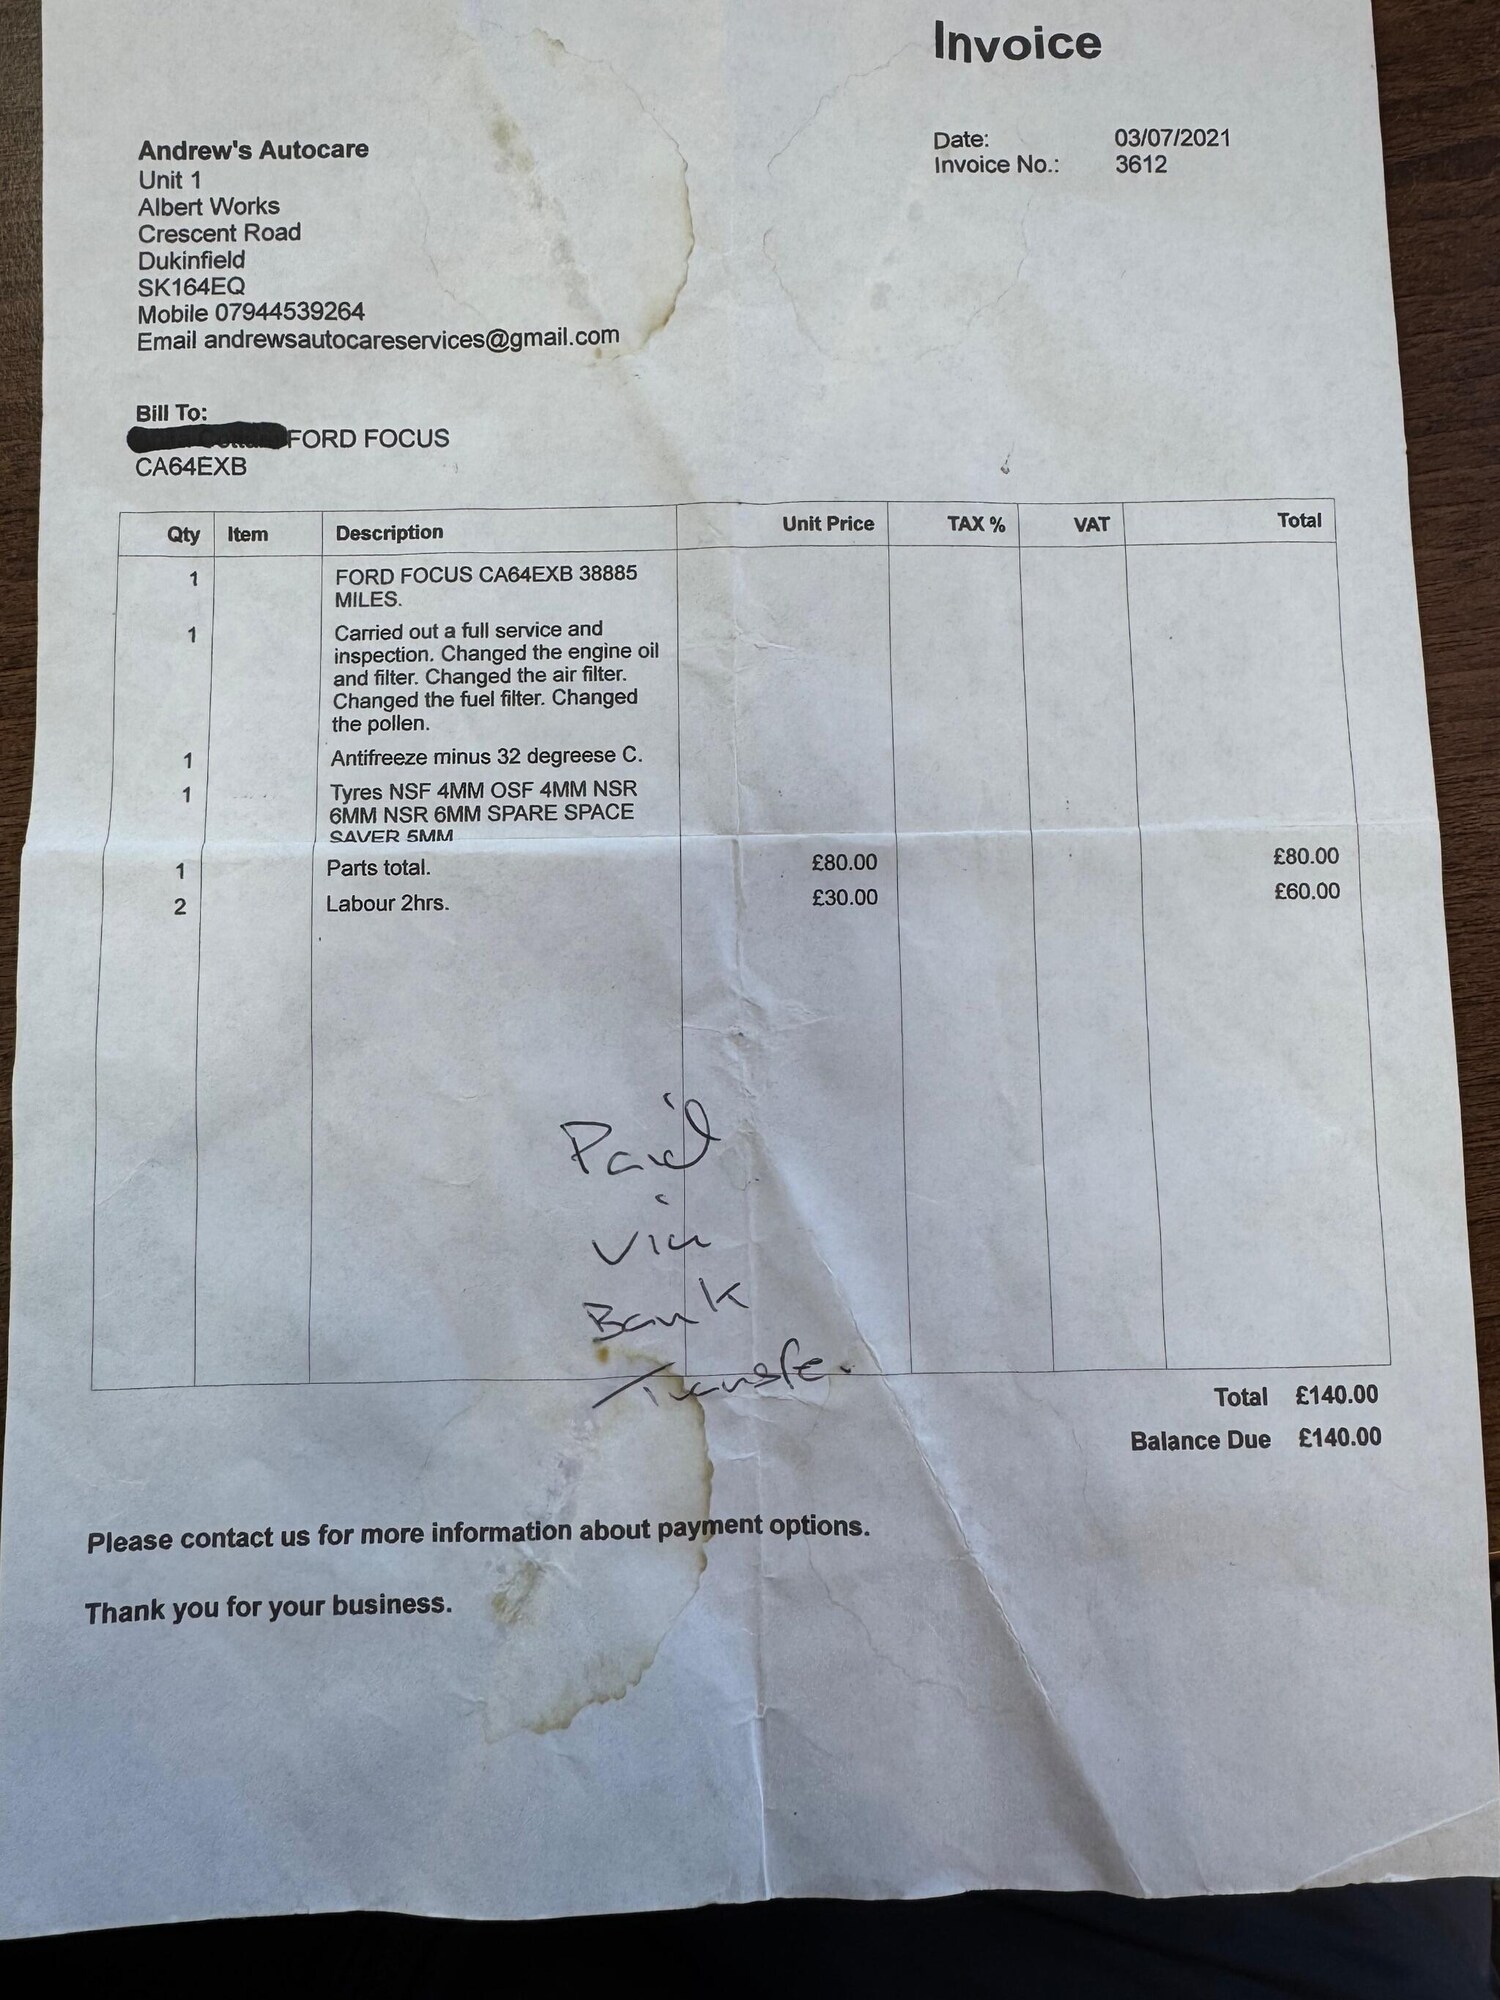 Invoice
Andrew's Autocare
Unit 1
Albert Works
Crescent Road
Dukinfield
SK164EQ
Mobile 07944539264
Email andrewsautocareservices@gmail.com
Date: 03/07/2021
Invoice No.: 3612
Bill To:
FORD FOCUS
CA64EXB
Qty Item Description Unit Price TAX % VAT Total
1 FORD FOCUS CA64EXB 38885
MILES.
1 Carried out a full service and
inspection. Changed the engine oil
and filter. Changed the air filter.
Changed the fuel filter. Changed
the pollen.
1 Antifreeze minus 32 degreese C.
1 Tyres NSF 4MM OSF 4MM NSR
6MM NSR 6MM SPARE SPACE
SAVER 5MM
1 Parts total. £80.00 £80.00
2 Labour 2hrs. £30.00 £60.00
Paid
via
Bank
Transfer.
Total £140.00
Balance Due £140.00
Please contact us for more information about payment options.
Thank you for your business.